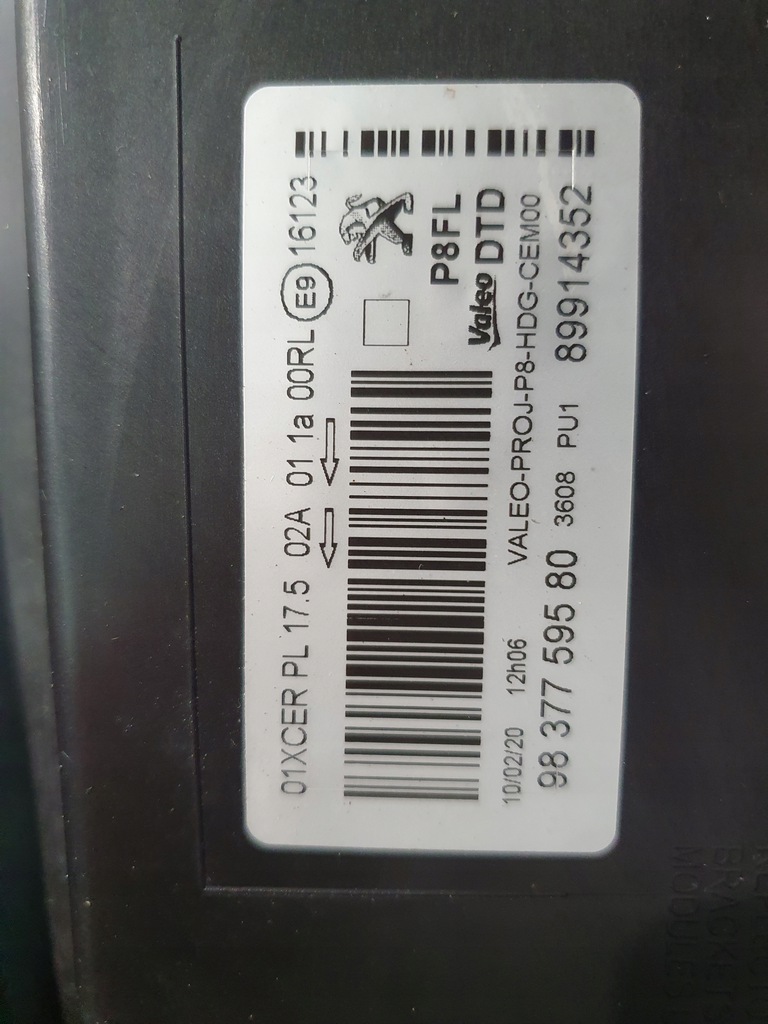 01XCER PL 17.5 02A 01 1a 00RL E9 16123
P8FL
Valeo DTD
VALEO-PROJ-P8-HDG-CEM00
10/02/20 12h06
98 377 595 80 3608 PU1 89914352
BRACKETS